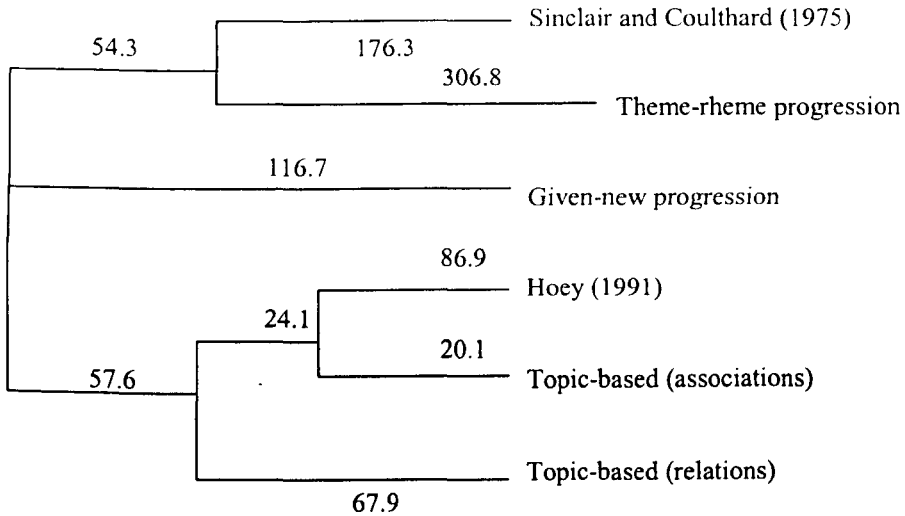 Sinclair and Coulthard (1975)
54.3
176.3
306.8
Theme-rheme progression
116.7
Given-new progression
86.9
Hoey (1991)
24.1
20.1
57.6
Topic-based (associations)
Topic-based (relations)
67.9